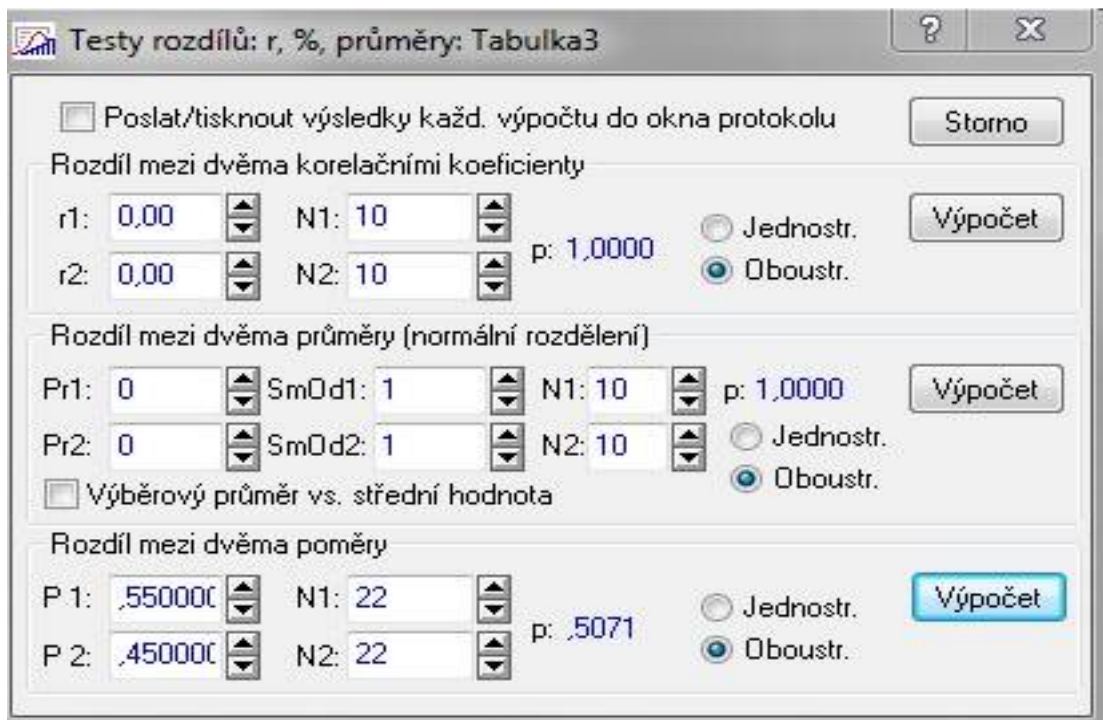 Testy rozdílů: r, %, průměry: Tabulka3
Poslat/tisknout výsledky každ. výpočtu do okna protokolu
Storno
Rozdíl mezi dvěma korelačními koeficienty
r1: 0,00 N1: 10 Jednostr. Výpočet
p: 1,0000
r2: 0,00 N2: 10 Oboustr.
Rozdíl mezi dvěma průměry (normální rozdělení)
Pr1: 0 SmOd1: 1 N1: 10 p: 1,0000 Výpočet
Pr2: 0 SmOd2: 1 N2: 10 Jednostr.
Výběrový průměr vs. střední hodnota Oboustr.
Rozdíl mezi dvěma poměry
P 1: ,550000 N1: 22 Jednostr. Výpočet
p: ,5071
P 2: ,450000 N2: 22 Oboustr.